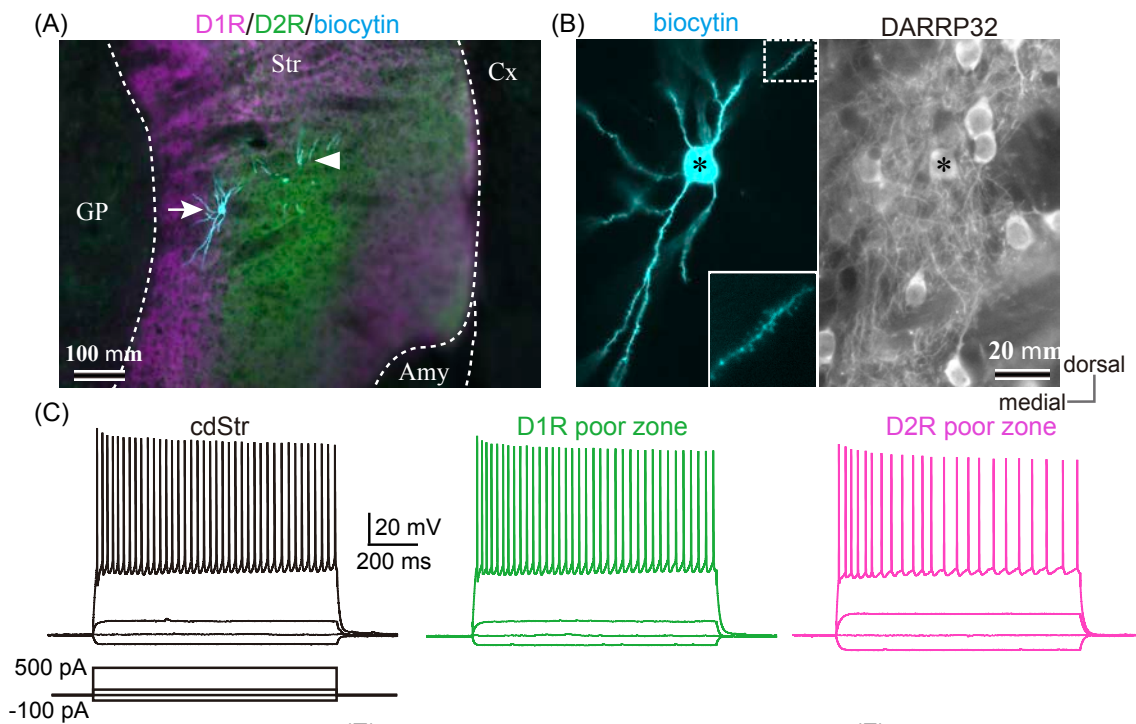 (A)
D1R/D2R/biocytin
Str
Cx
GP
Amy
100 mm
(B)
biocytin
DARRP32
*
*
20 mm
dorsal
medial
(C)
cdStr
D1R poor zone
D2R poor zone
20 mV
200 ms
500 pA
-100 pA